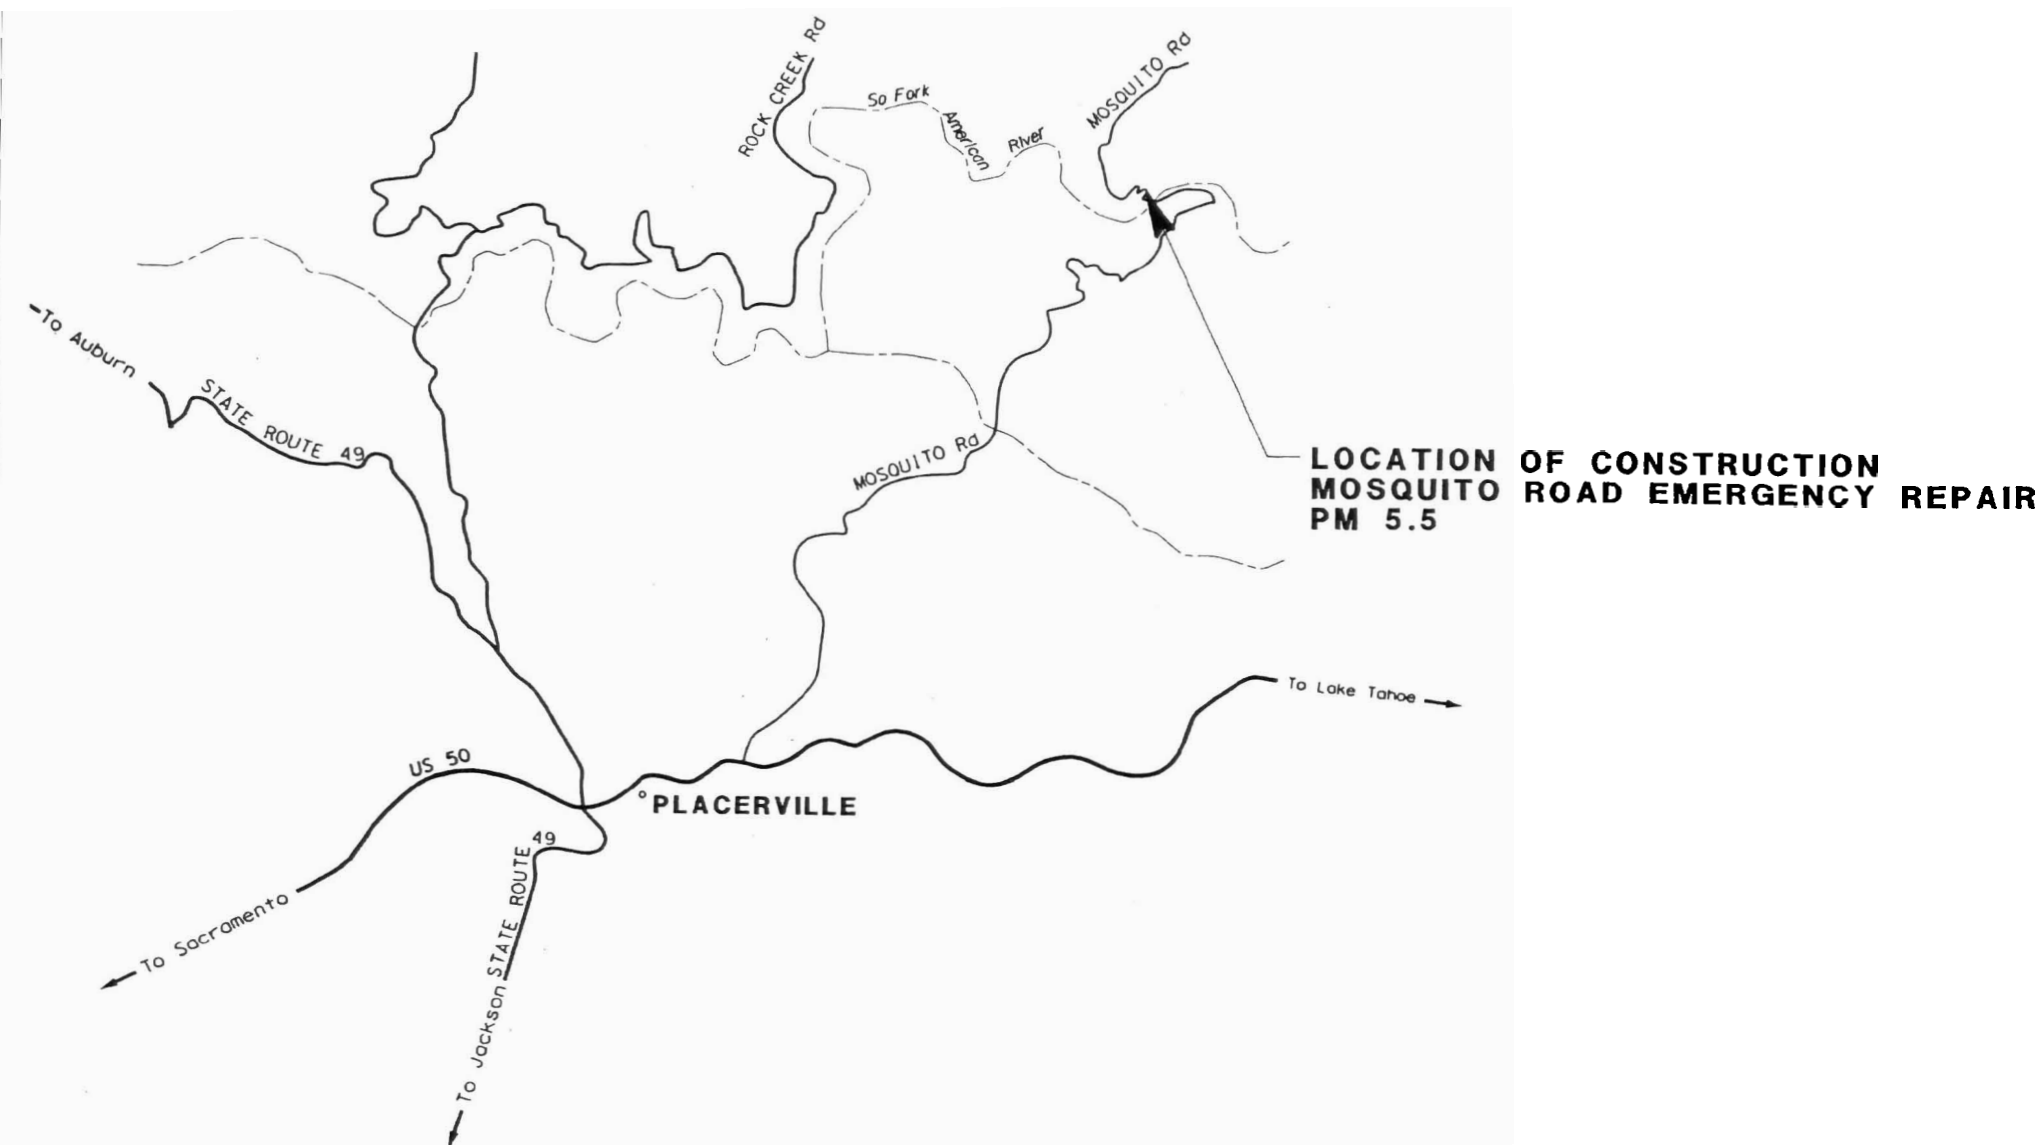 ROCK CREEK Rd
So Fork
American
River
MOSQUITO Rd
To Auburn
STATE ROUTE 49
MOSQUITO Rd
LOCATION OF CONSTRUCTION
MOSQUITO ROAD EMERGENCY REPAIR
PM 5.5
To Lake Tahoe
US 50
PLACERVILLE
STATE ROUTE 49
To Sacramento
To Jackson